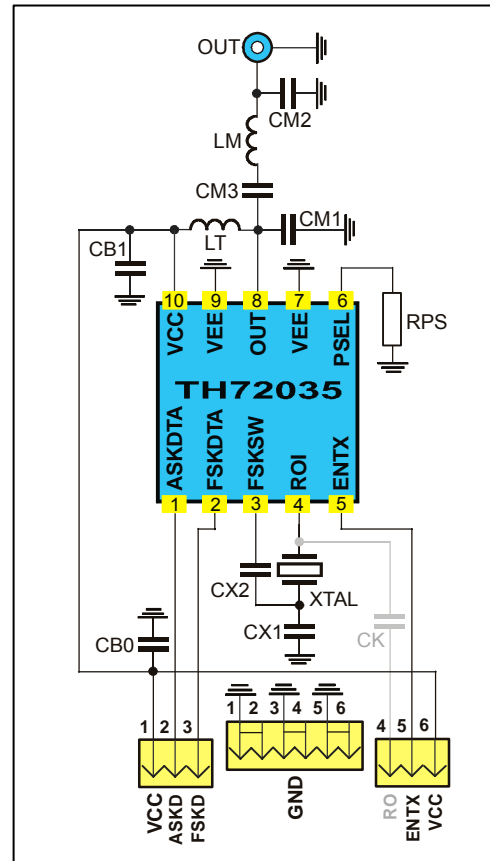 OUT
CM2
LM
CM3
CM1
LT
CB1
10 9 8 7 6
VCC VEE OUT VEE PSEL
RPS
TH72035
ASKDTA FSKDTA FSKSW ROI ENTX
1 2 3 4 5
CX2
XTAL
CX1
CK
CB0
1 2 3
1 2 3 4 5 6
4 5 6
VCC ASKD FSKD
GND
RO ENTX VCC